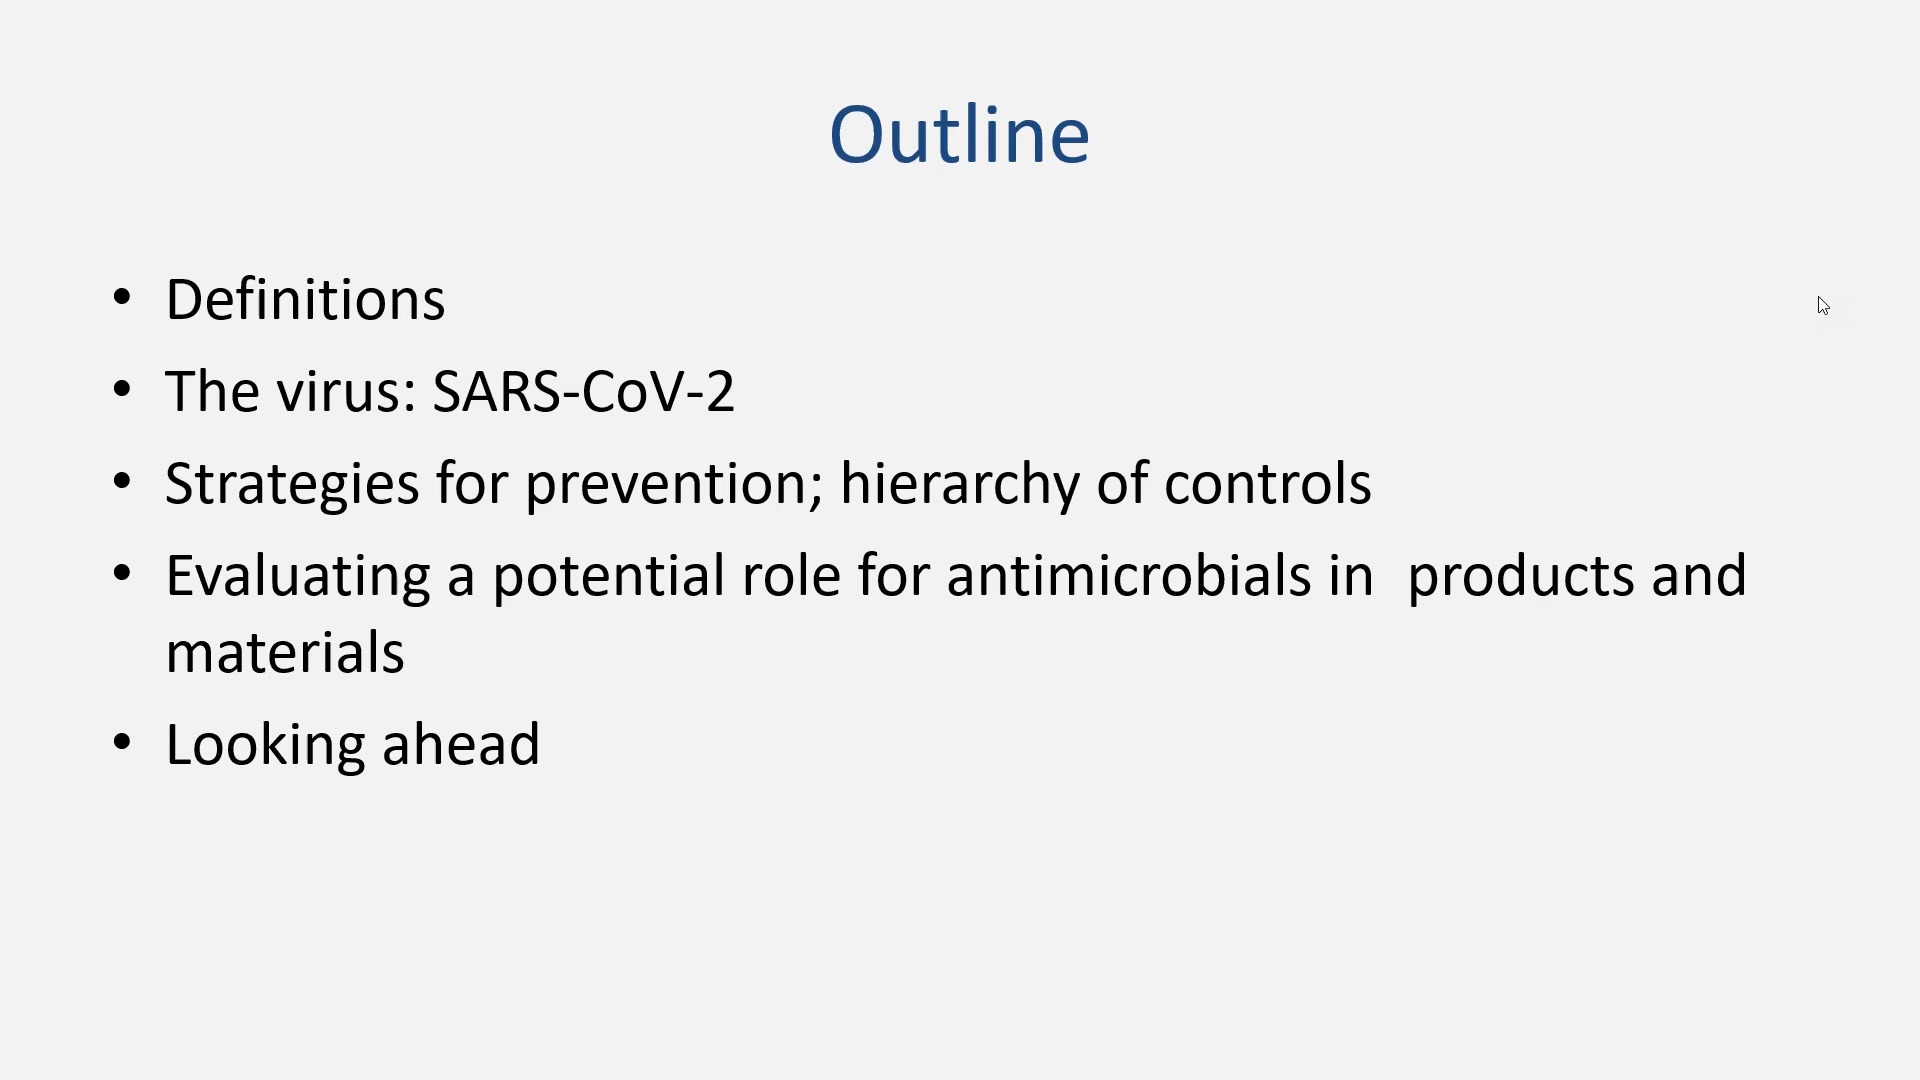 Outline
• Definitions
• The virus: SARS-CoV-2
• Strategies for prevention; hierarchy of controls
• Evaluating a potential role for antimicrobials in  products and
materials
• Looking ahead